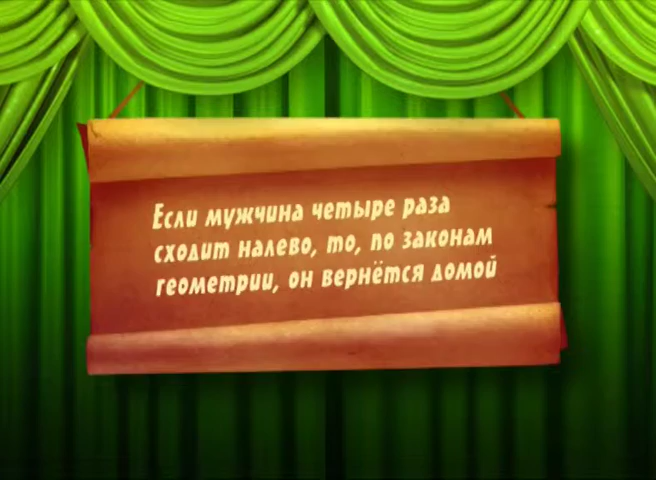 Если мужчина четыре раза
сходит налево, то, по законам
геометрии, он вернётся домой